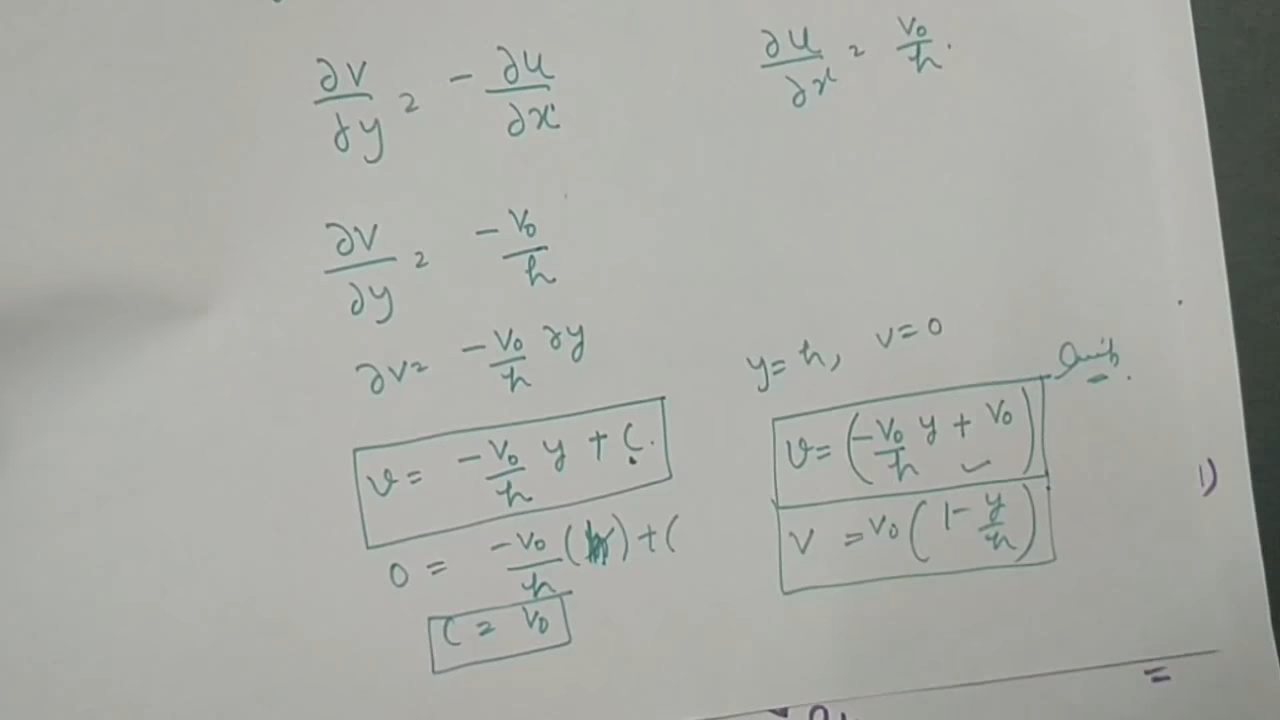 ∂V/∂y = -∂u/∂x
∂u/∂x = V₀/h.
∂V/∂y = -V₀/h
∂V = -V₀/h ∂y
y = h, v = 0
v = -V₀/h y + C.
v = (-V₀/h y + V₀)
0 = -V₀/h (h) + C
V = V₀(1 - y/h)
C = V₀
1)
=